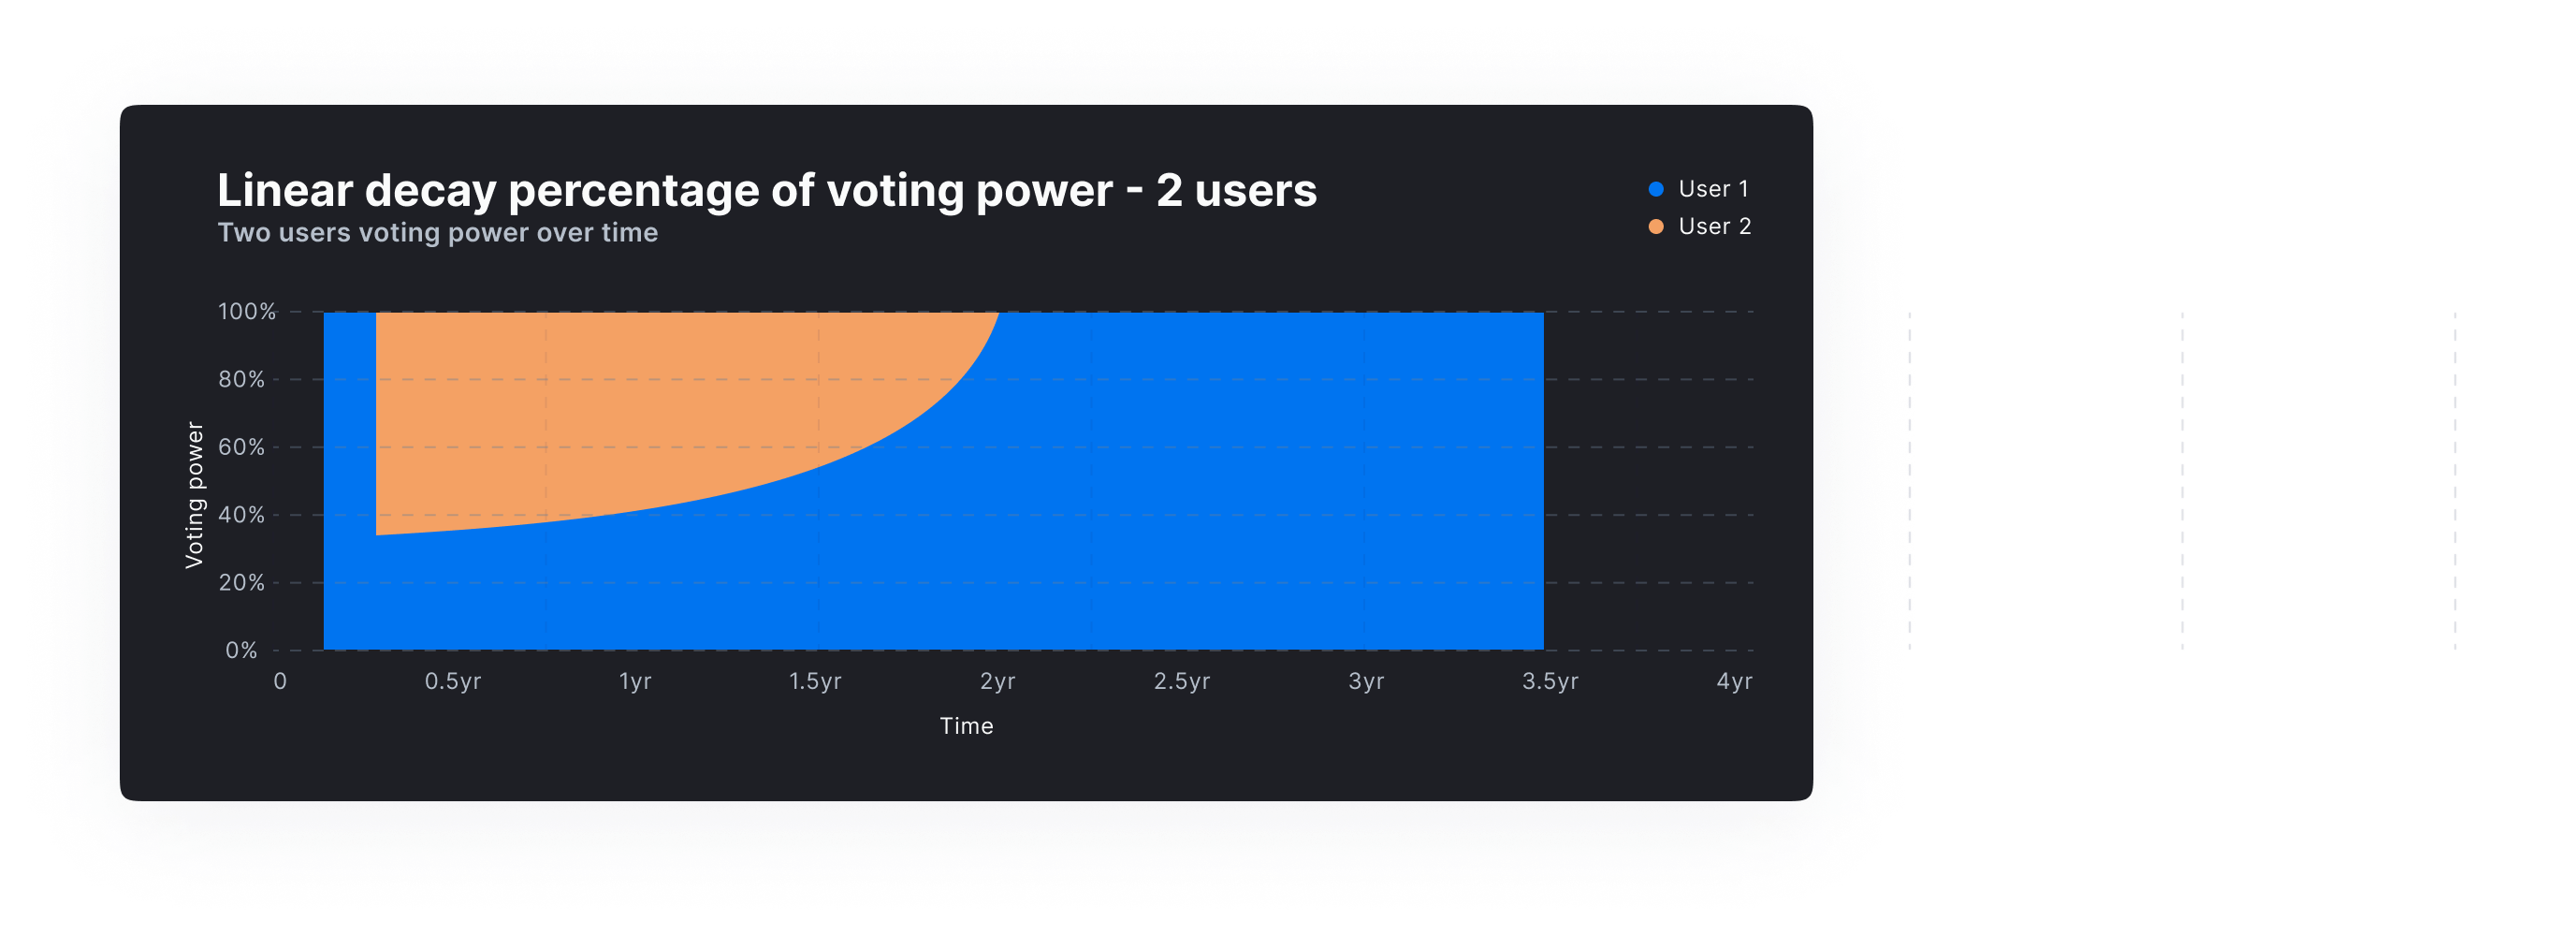 Linear decay percentage of voting power - 2 users
Two users voting power over time
User 1
User 2
Voting power
100%
80%
60%
40%
20%
0%
0 0.5yr 1yr 1.5yr 2yr 2.5yr 3yr 3.5yr 4yr
Time